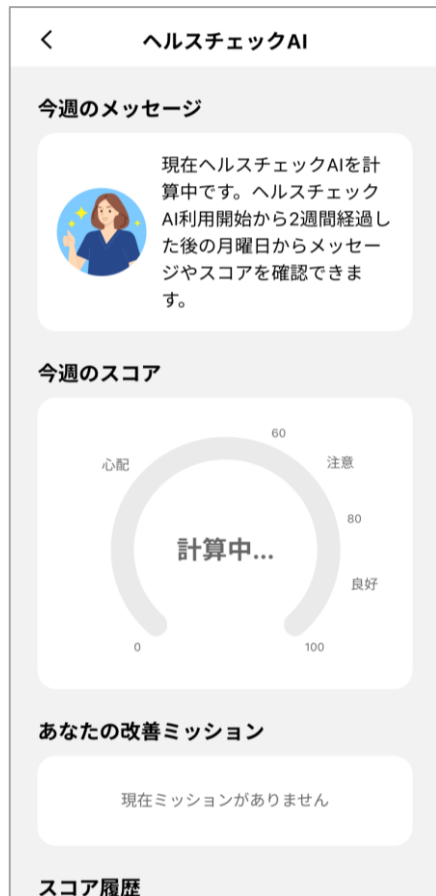 ヘルスチェックAI
今週のメッセージ
現在ヘルスチェックAIを計
算中です。ヘルスチェック
AI利用開始から2週間経過し
た後の月曜日からメッセー
ジやスコアを確認できま
す。
今週のスコア
60
心配
注意
80
計算中...
良好
0
100
あなたの改善ミッション
現在ミッションがありません
スコア履歴